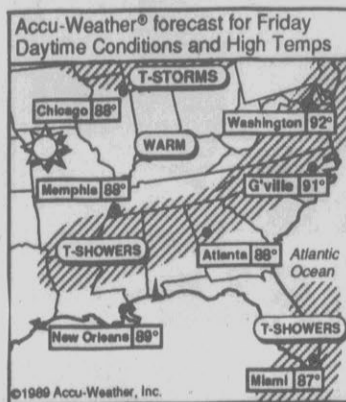 Accu-Weather® forecast for Friday
Daytime Conditions and High Temps
T-STORMS
Chicago 88°
Washington 92°
WARM
Memphis 88°
G'ville 91°
T-SHOWERS
Atlanta 88°
Atlantic
Ocean
T-SHOWERS
New Orleans 89°
Miami 87°
©1989 Accu-Weather, Inc.